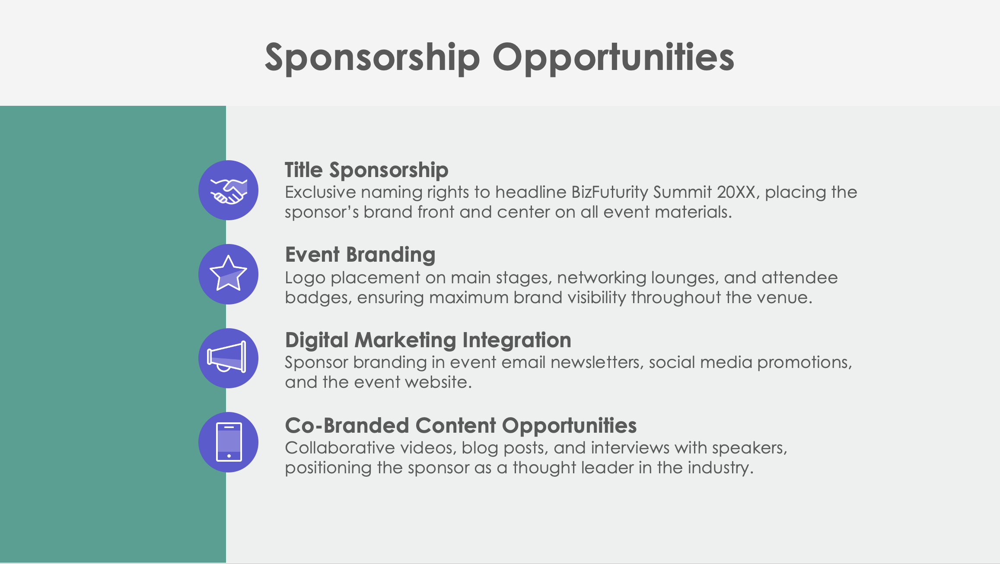 Sponsorship Opportunities
Title Sponsorship
Exclusive naming rights to headline BizFuturity Summit 20XX, placing the
sponsor’s brand front and center on all event materials.
Event Branding
Logo placement on main stages, networking lounges, and attendee
badges, ensuring maximum brand visibility throughout the venue.
Digital Marketing Integration
Sponsor branding in event email newsletters, social media promotions,
and the event website.
Co-Branded Content Opportunities
Collaborative videos, blog posts, and interviews with speakers,
positioning the sponsor as a thought leader in the industry.